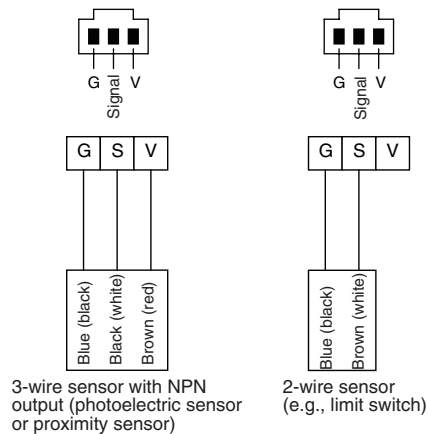 G Signal V
G Signal V
G S V
G S V
Blue (black)
Black (white)
Brown (red)
Blue (black)
Brown (white)
3-wire sensor with NPN
output (photoelectric sensor
or proximity sensor)
2-wire sensor
(e.g., limit switch)